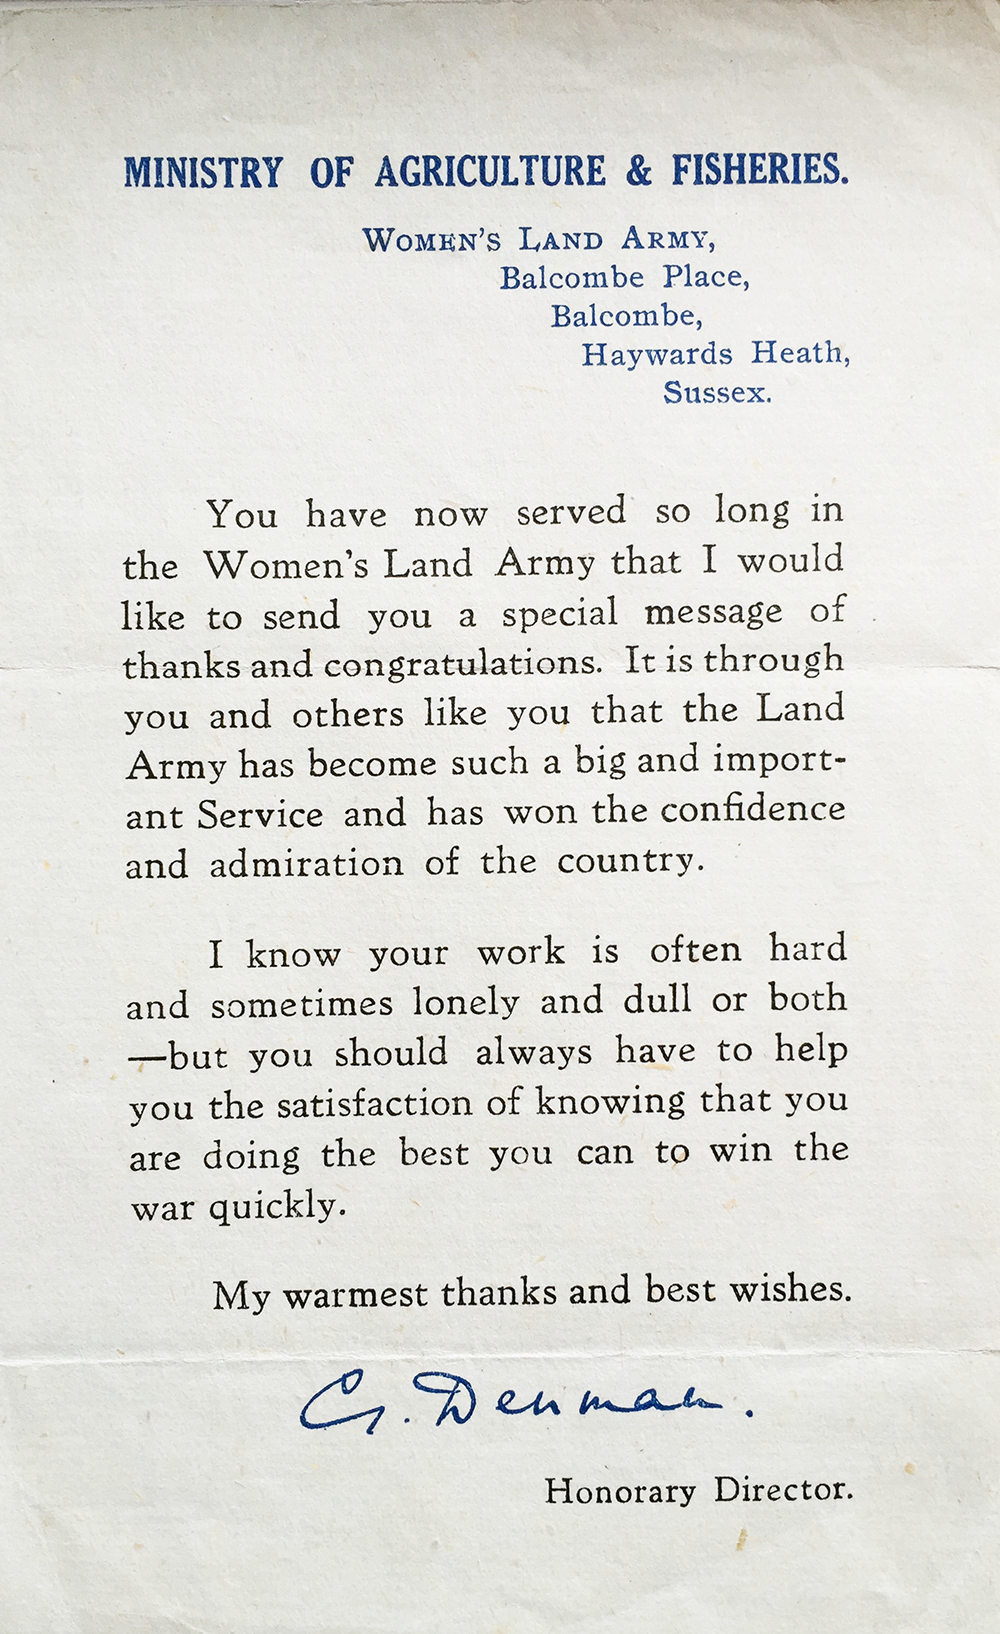 MINISTRY OF AGRICULTURE & FISHERIES.
WOMEN'S LAND ARMY,
Balcombe Place,
Balcombe,
Haywards Heath,
Sussex.
You have now served so long in
the Women's Land Army that I would
like to send you a special message of
thanks and congratulations. It is through
you and others like you that the Land
Army has become such a big and import-
ant Service and has won the confidence
and admiration of the country.
I know your work is often hard
and sometimes lonely and dull or both
—but you should always have to help
you the satisfaction of knowing that you
are doing the best you can to win the
war quickly.
My warmest thanks and best wishes.
G. Denman.
Honorary Director.